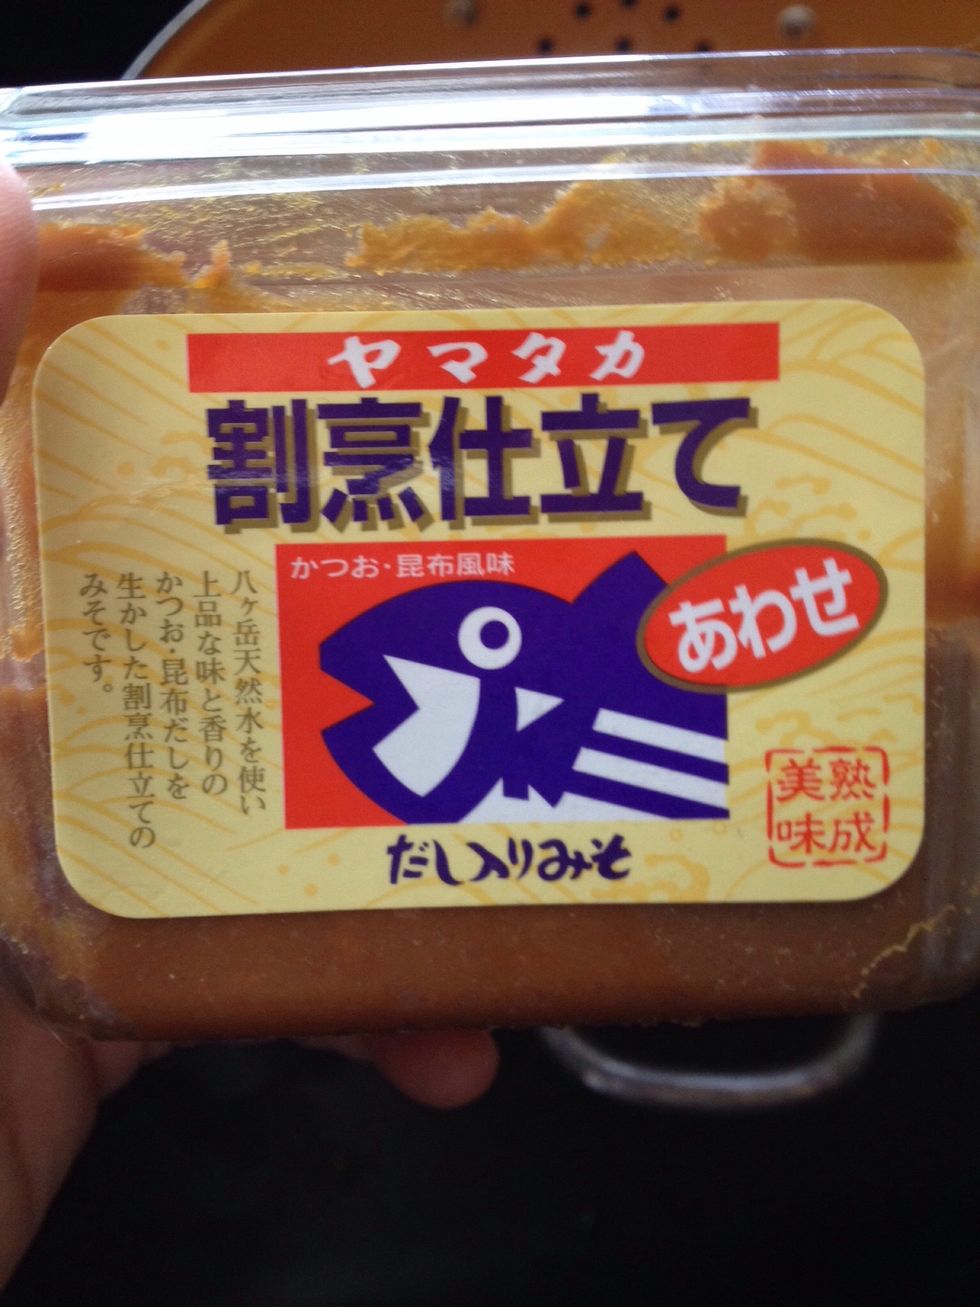 ヤマタカ
割烹仕立て
かつお・昆布風味
あわせ
八ヶ岳天然水を使い
上品な味と香りの
かつお・昆布だしを
生かした割烹仕立ての
みそです。
熟成
美味
だし入りみそ